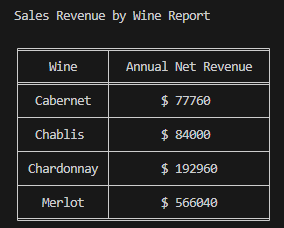 Sales Revenue by Wine Report
Wine Annual Net Revenue
Cabernet $ 77760
Chablis $ 84000
Chardonnay $ 192960
Merlot $ 566040